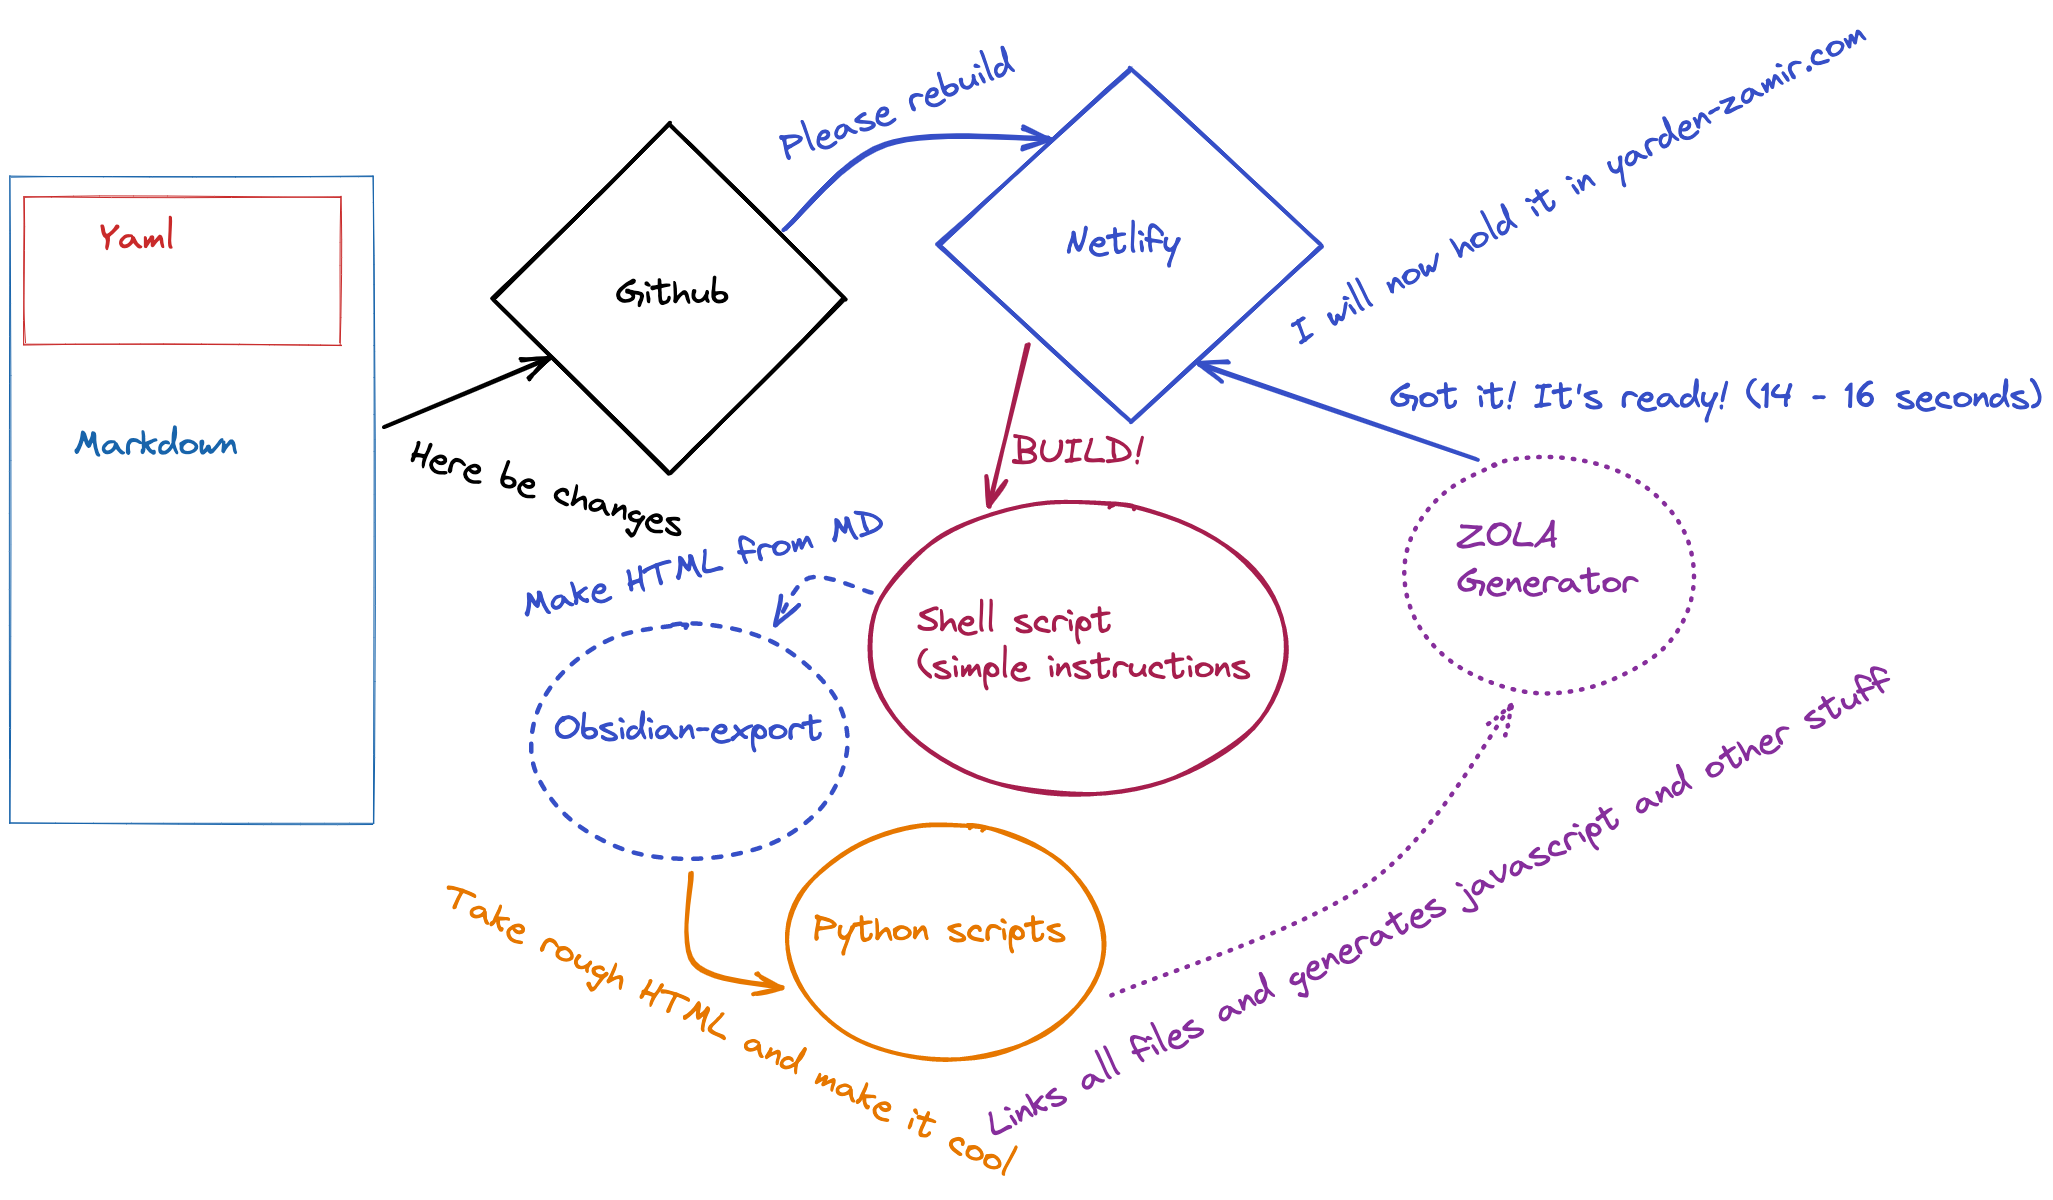 Yaml
Markdown
Here be changes
Github
Please rebuild
Netlify
I will now hold it in yarden-zamir.com
Got it! It's ready! (14 - 16 seconds)
BUILD!
Shell script
(simple instructions
Make HTML from MD
Obsidian-export
Take rough HTML and make it cool
Python scripts
Links all files and generates javascript and other stuff
ZOLA
Generator